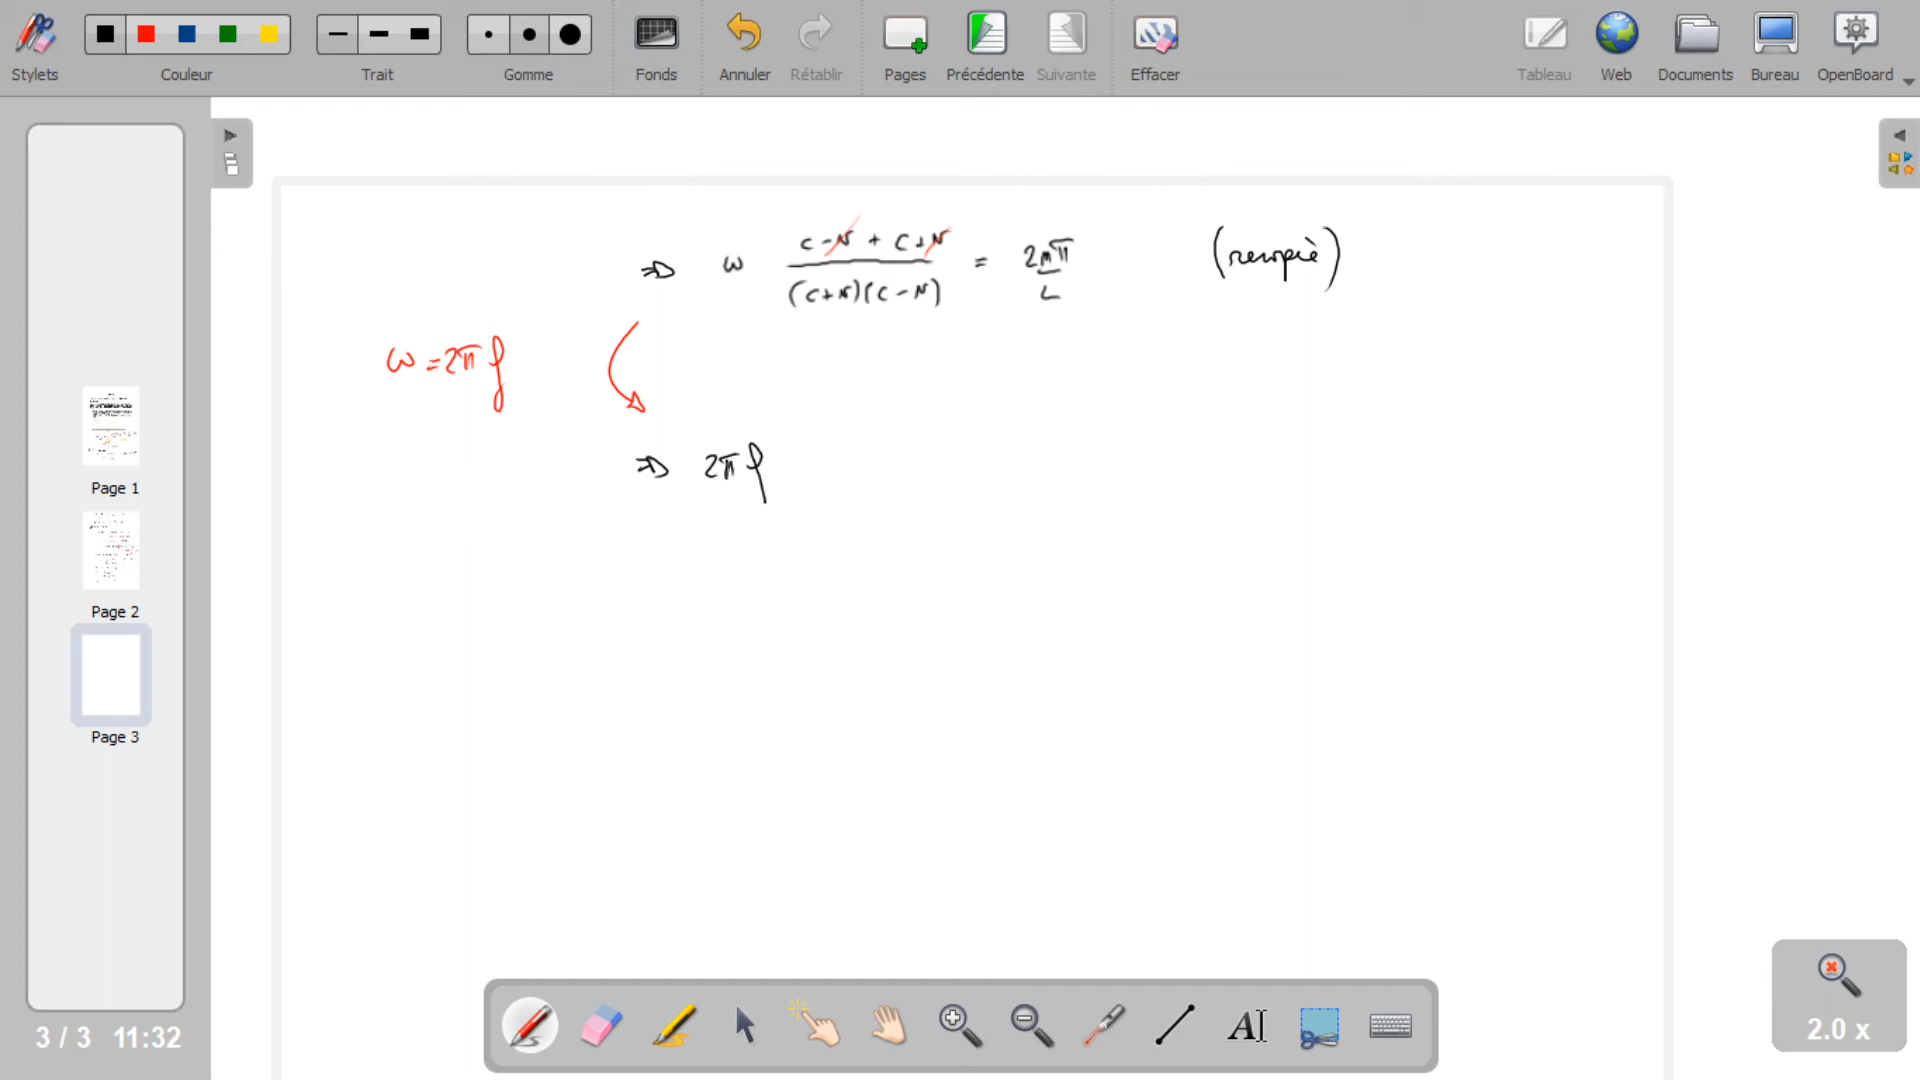 Stylets
Couleur
Trait
Gomme
Fonds
Annuler
Rétablir
Pages
Précédente
Suivante
Effacer
Tableau
Web
Documents
Bureau
OpenBoard
⇒ ω (c-v + c+v)/((c+v)(c-v)) = 2nπ/L (recopié)
ω = 2π f
⇒ 2π f
Page 1
Page 2
Page 3
3 / 3 11:32
2.0 x